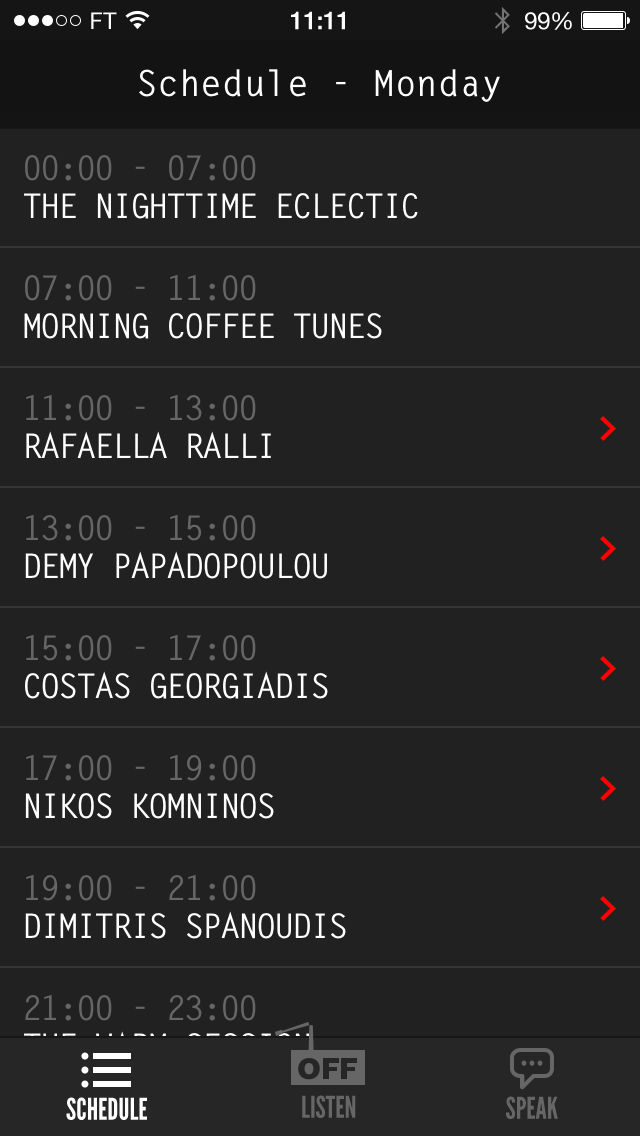 FT 11:11 99%
Schedule - Monday
00:00 - 07:00
THE NIGHTTIME ECLECTIC
07:00 - 11:00
MORNING COFFEE TUNES
11:00 - 13:00
RAFAELLA RALLI
13:00 - 15:00
DEMY PAPADOPOULOU
15:00 - 17:00
COSTAS GEORGIADIS
17:00 - 19:00
NIKOS KOMNINOS
19:00 - 21:00
DIMITRIS SPANOUDIS
21:00 - 23:00
THE WARM SESSION
OFF
SCHEDULE LISTEN SPEAK